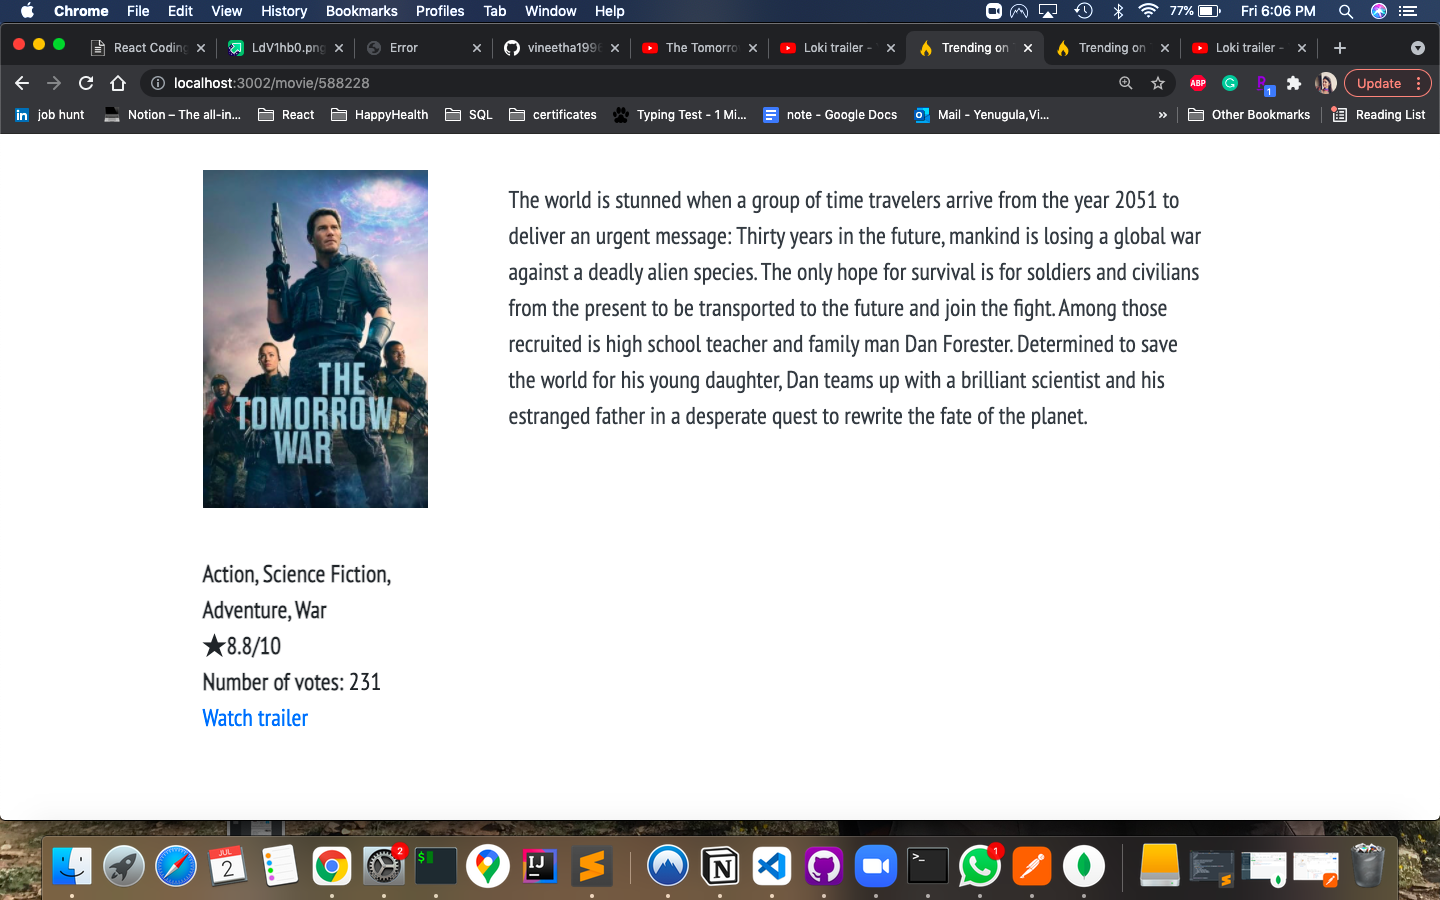 Chrome File Edit View History Bookmarks Profiles Tab Window Help 77% Fri 6:06 PM
React Coding LdV1hb0.png Error vineetha199 The Tomorro Loki trailer - Trending on Trending on Loki trailer -
localhost:3002/movie/588228 ABP 1 Update
in job hunt Notion – The all-in... React HappyHealth SQL certificates Typing Test - 1 Mi... note - Google Docs Mail - Yenugula,Vi... » Other Bookmarks Reading List
THE
TOMORROW
WAR
The world is stunned when a group of time travelers arrive from the year 2051 to
deliver an urgent message: Thirty years in the future, mankind is losing a global war
against a deadly alien species. The only hope for survival is for soldiers and civilians
from the present to be transported to the future and join the fight. Among those
recruited is high school teacher and family man Dan Forester. Determined to save
the world for his young daughter, Dan teams up with a brilliant scientist and his
estranged father in a desperate quest to rewrite the fate of the planet.
Action, Science Fiction,
Adventure, War
★8.8/10
Number of votes: 231
Watch trailer
JUL
2
2
$
IJ
N
>_
1